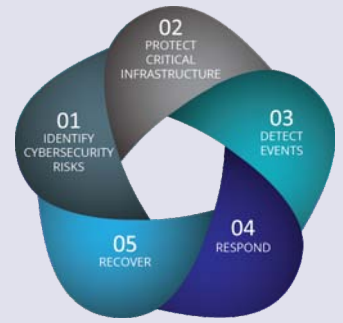 01
IDENTIFY
CYBERSECURITY
RISKS
02
PROTECT
CRITICAL
INFRASTRUCTURE
03
DETECT
EVENTS
04
RESPOND
05
RECOVER